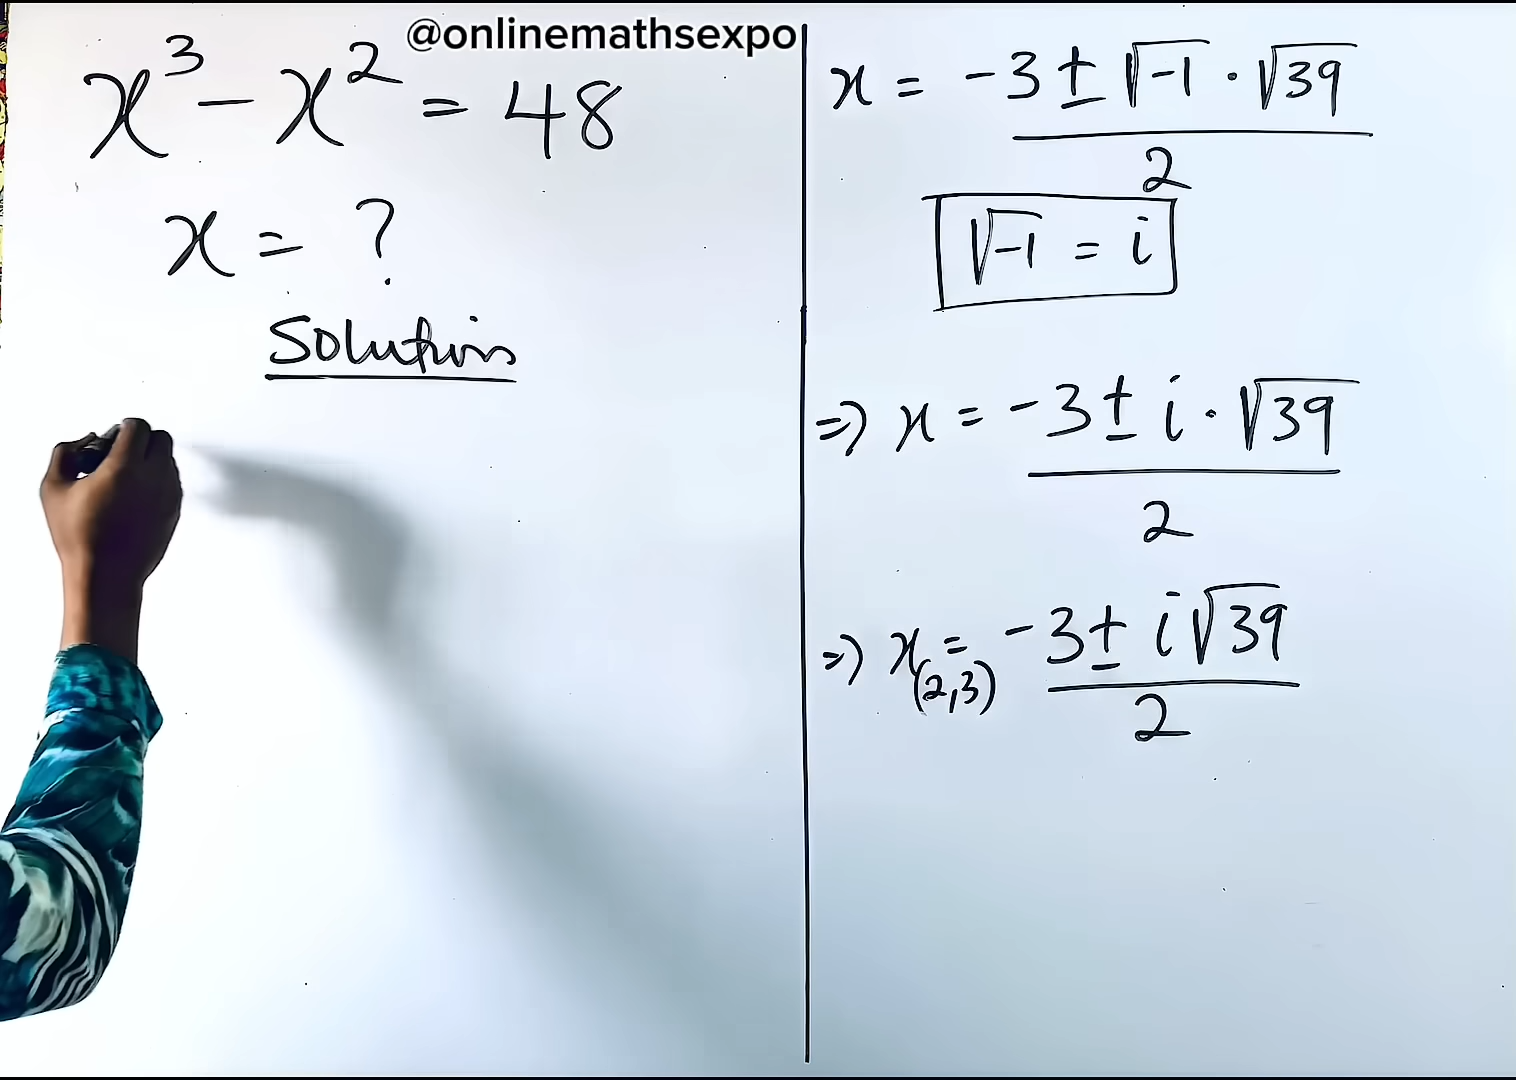 @onlinemathsexpo
x³ - x² = 48
x = ?
Solution
x = -3 ± √-1 · √39
2
√-1 = i
=> x = -3 ± i · √39
2
=> x(2,3) = -3 ± i√39
2